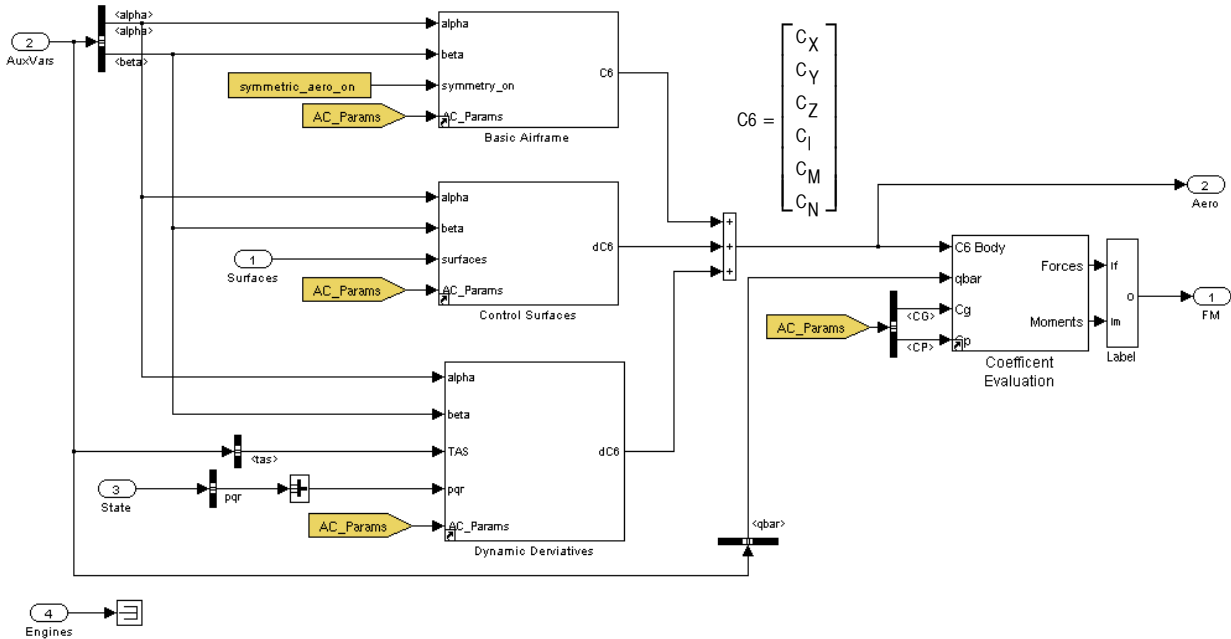 <alpha>
<alpha>
<beta>
2
AuxVars
alpha
beta
symmetric_aero_on
symmetry_on
AC_Params
AC_Params
C6
Basic Airframe
C6 =
C_X
C_Y
C_Z
C_l
C_M
C_N
alpha
beta
1
Surfaces
surfaces
AC_Params
AC_Params
dC6
Control Surfaces
+
+
+
2
Aero
C6 Body
qbar
Cg
Cp
Forces
Moments
<CG>
<CP>
AC_Params
Coefficent
Evaluation
lf
lm
o
Label
1
FM
alpha
beta
<tas>
TAS
3
State
pqr
pqr
AC_Params
AC_Params
dC6
Dynamic Derviatives
<qbar>
4
Engines